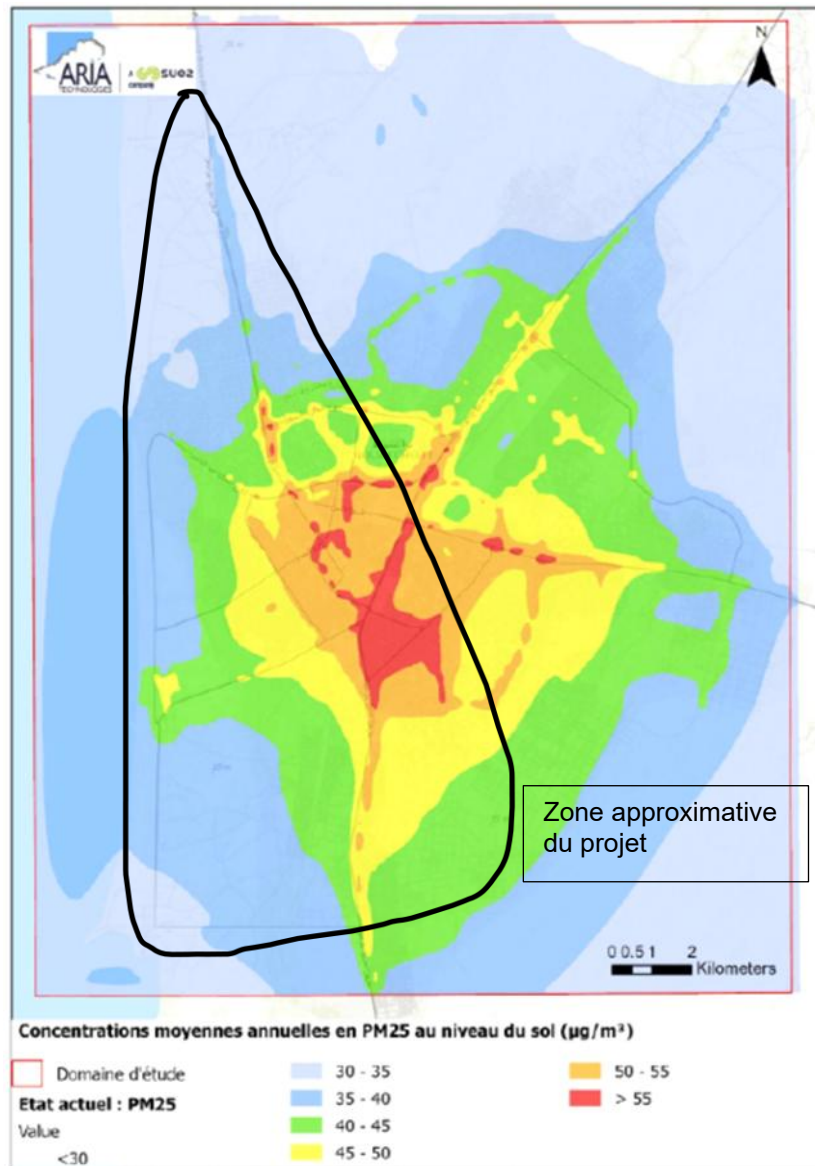 ARIA
TECHNOLOGIES
A SUEZ
COMPANY
N
Zone approximative
du projet
0 0.5 1 2
Kilometers
Concentrations moyennes annuelles en PM25 au niveau du sol (µg/m³)
Domaine d'étude
Etat actuel : PM25
Value
<30
30 - 35
35 - 40
40 - 45
45 - 50
50 - 55
> 55